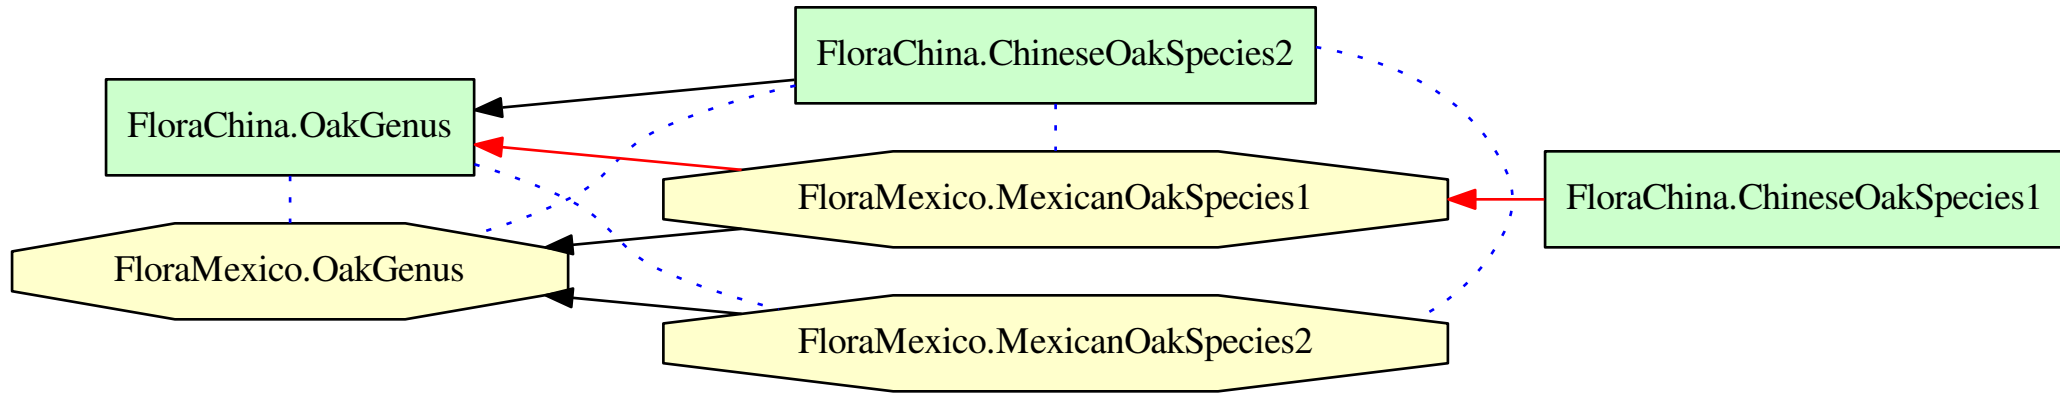 FloraChina.ChineseOakSpecies2
FloraChina.OakGenus
FloraMexico.MexicanOakSpecies1
FloraChina.ChineseOakSpecies1
FloraMexico.OakGenus
FloraMexico.MexicanOakSpecies2